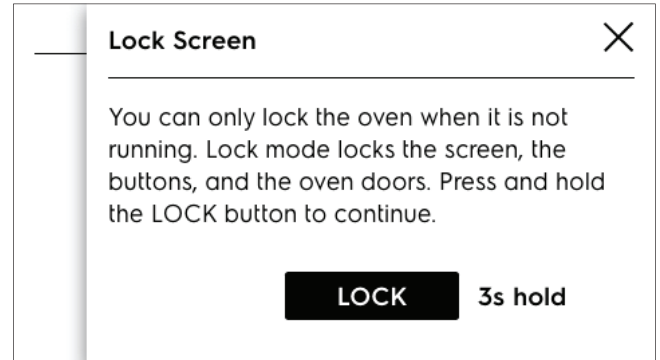 Lock Screen
You can only lock the oven when it is not
running. Lock mode locks the screen, the
buttons, and the oven doors. Press and hold
the LOCK button to continue.
LOCK 3s hold